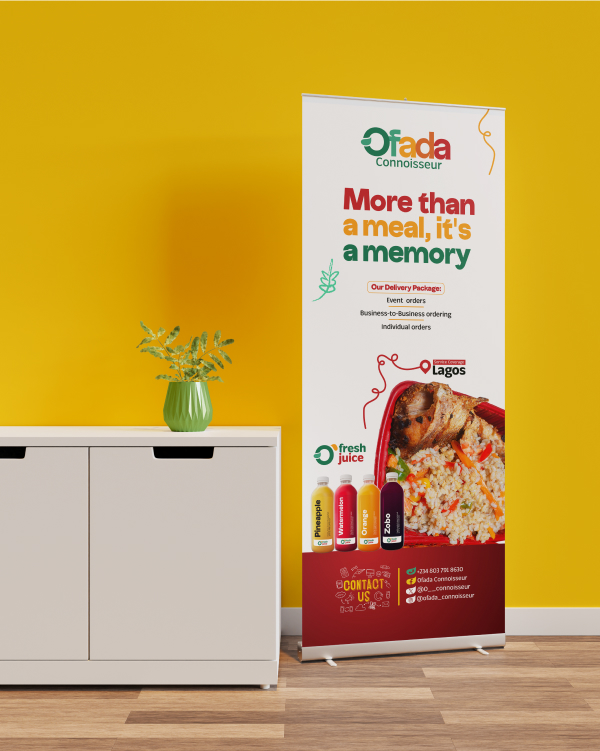 Ofada
Connoisseur
More than
a meal, it's
a memory
Our Delivery Package:
Event orders
Business-to-Business ordering
Individual orders
Service Coverage
Lagos
fresh
juice
Pineapple
Watermelon
Orange
Zobo
CONTACT
US
+234 803 791 8630
Ofada Connoisseur
@O__connoisseur
@ofada_connoisseur